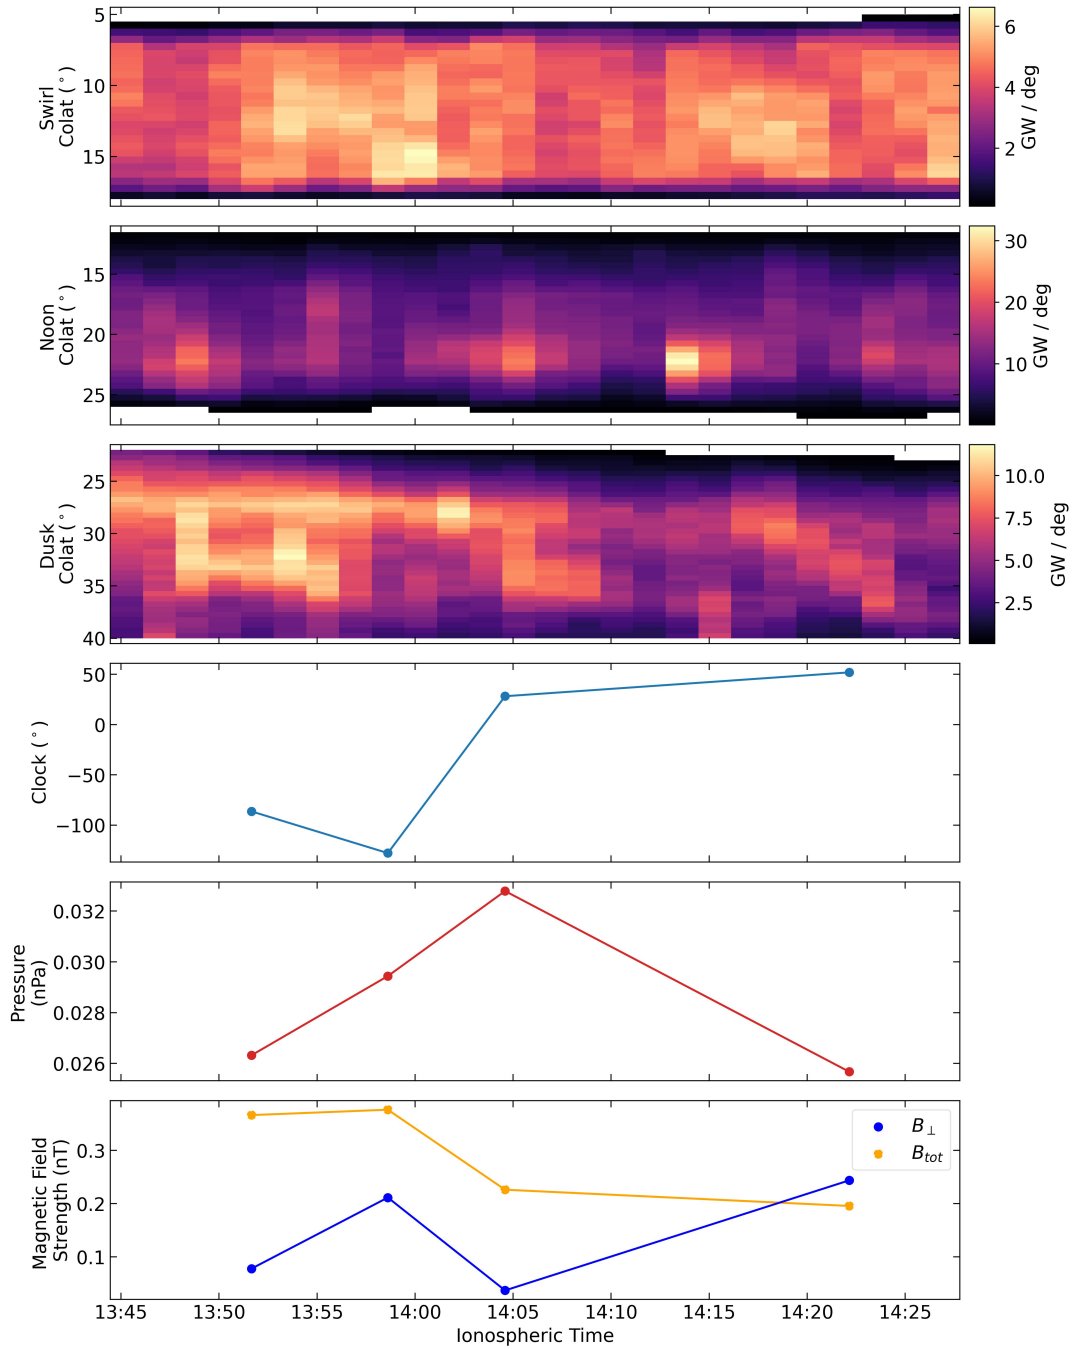 5
10
15
Swirl
Colat (°)
6
4
2
GW / deg
15
20
25
Noon
Colat (°)
30
20
10
GW / deg
25
30
35
40
Dusk
Colat (°)
10.0
7.5
5.0
2.5
GW / deg
50
0
−50
−100
Clock (°)
0.032
0.030
0.028
0.026
Pressure
(nPa)
0.3
0.2
0.1
Magnetic Field
Strength (nT)
B⊥
Btot
13:45 13:50 13:55 14:00 14:05 14:10 14:15 14:20 14:25
Ionospheric Time